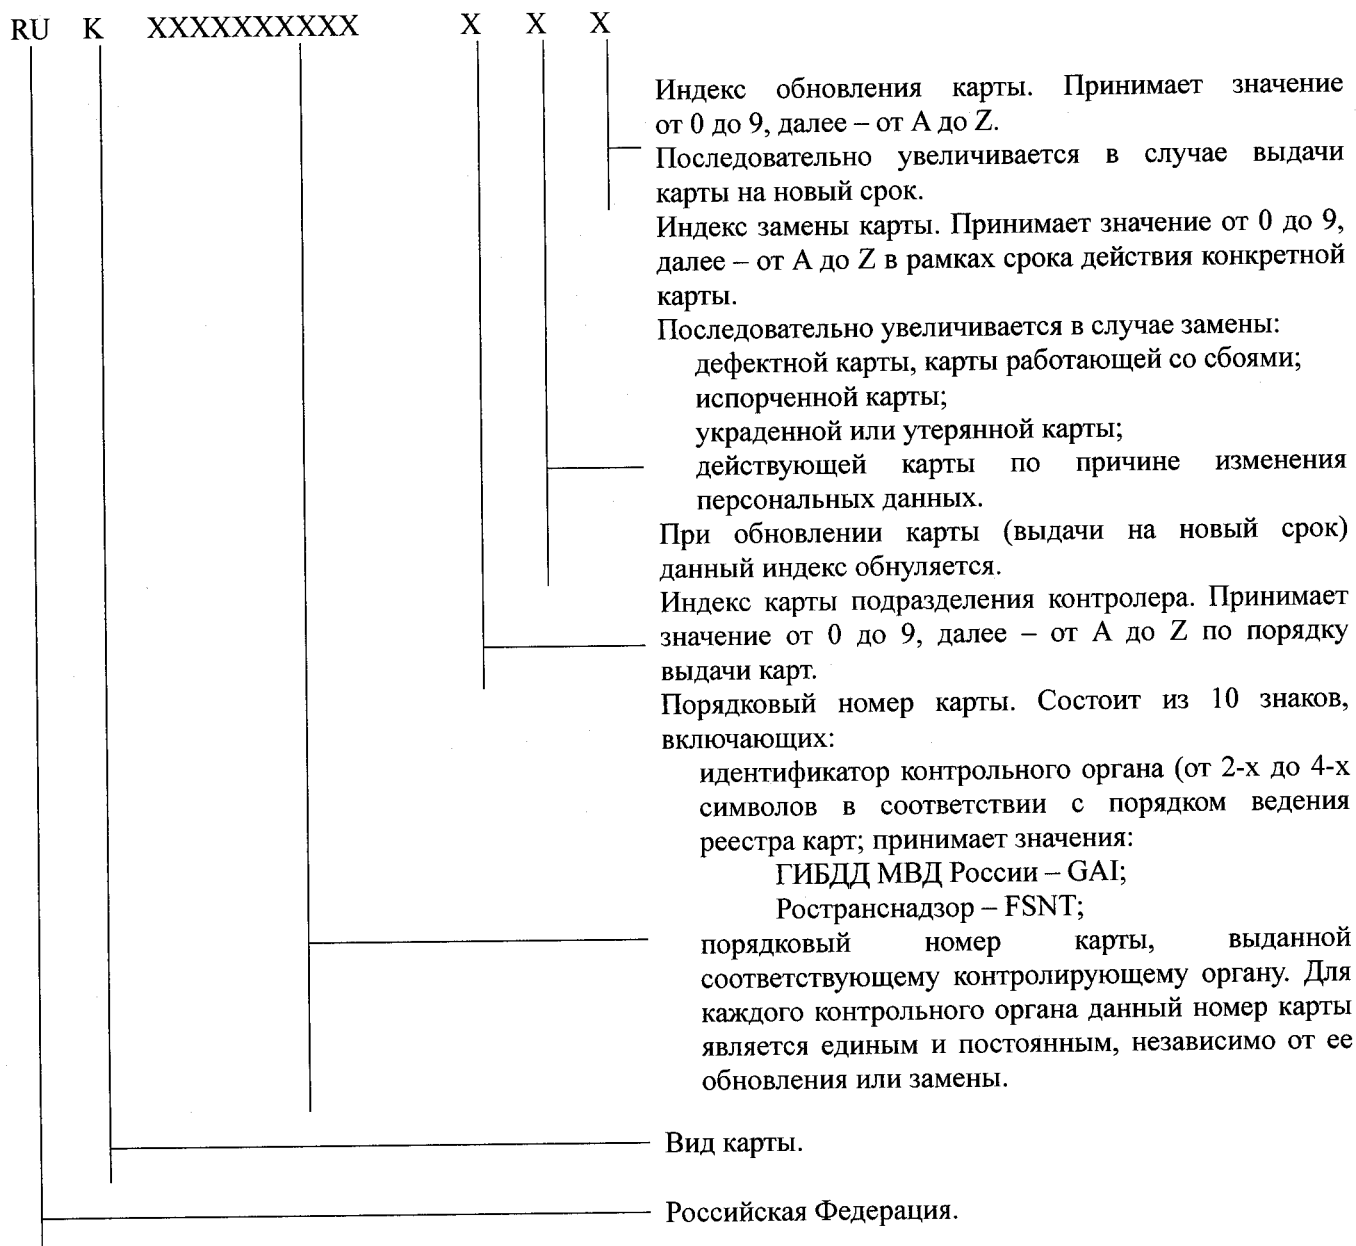 RU K XXXXXXXXXX X X X
Индекс обновления карты. Принимает значение
от 0 до 9, далее – от A до Z.
Последовательно увеличивается в случае выдачи
карты на новый срок.
Индекс замены карты. Принимает значение от 0 до 9,
далее – от A до Z в рамках срока действия конкретной
карты.
Последовательно увеличивается в случае замены:
дефектной карты, карты работающей со сбоями;
испорченной карты;
украденной или утерянной карты;
действующей карты по причине изменения
персональных данных.
При обновлении карты (выдачи на новый срок)
данный индекс обнуляется.
Индекс карты подразделения контролера. Принимает
значение от 0 до 9, далее – от A до Z по порядку
выдачи карт.
Порядковый номер карты. Состоит из 10 знаков,
включающих:
идентификатор контрольного органа (от 2-х до 4-х
символов в соответствии с порядком ведения
реестра карт; принимает значения:
ГИБДД МВД России – GAI;
Ространснадзор – FSNT;
порядковый номер карты, выданной
соответствующему контролирующему органу. Для
каждого контрольного органа данный номер карты
является единым и постоянным, независимо от ее
обновления или замены.
Вид карты.
Российская Федерация.